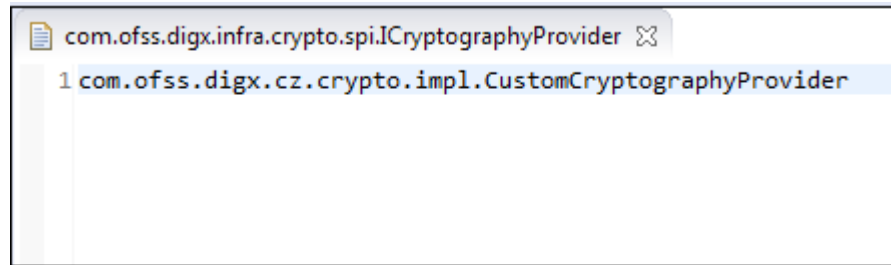 com.ofss.digx.infra.crypto.spi.ICryptographyProvider
1 com.ofss.digx.cz.crypto.impl.CustomCryptographyProvider